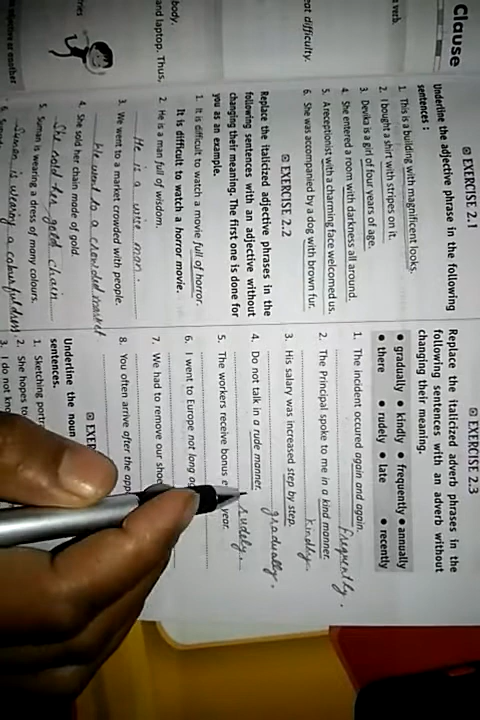 Clause
a verb.
eat difficulty.
body.
and laptop. Thus,
EXERCISE 2.1
Underline the adjective phrase in the following
sentences :
1. This is a building with magnificent looks.
2. I bought a shirt with stripes on it.
3. Devika is a girl of four years of age.
4. She entered a room with darkness all around.
5. A receptionist with a charming face welcomed us.
6. She was accompanied by a dog with brown fur.
EXERCISE 2.2
Replace the italicized adjective phrases in the
following sentences with an adjective without
changing their meaning. The first one is done for
you as an example.
1. It is difficult to watch a movie full of horror.
It is difficult to watch a horror movie.
2. He is a man full of wisdom.
He is a wise man.
3. We went to a market crowded with people.
We went to a crowded market
4. She sold her chain made of gold.
She sold her gold chain
5. Suman is wearing a dress of many colours.
Suman is wearing a colourful dress
EXERCISE 2.3
Replace the italicized adverb phrases in the
following sentences with an adverb without
changing their meaning.
• gradually • kindly • frequently • annually
• there • rudely • late • recently
1. The incident occured again and again.
frequently.
2. The Principal spoke to me in a kind manner.
kindly.
3. His salary was increased step by step.
gradually.
4. Do not talk in a rude manner.
rudely.
5. The workers receive bonus e year.
6. I went to Europe not long ag
7. We had to remove our shoe
8. You often arrive after the app
EXER
Underline the noun
sentences.
1. Sketching portr
2. She hopes to
3. I do not kno